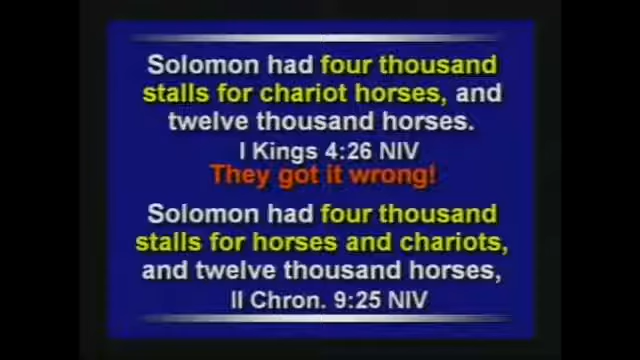 Solomon had four thousand
stalls for chariot horses, and
twelve thousand horses.
I Kings 4:26 NIV
They got it wrong!
Solomon had four thousand
stalls for horses and chariots,
and twelve thousand horses,
II Chron. 9:25 NIV